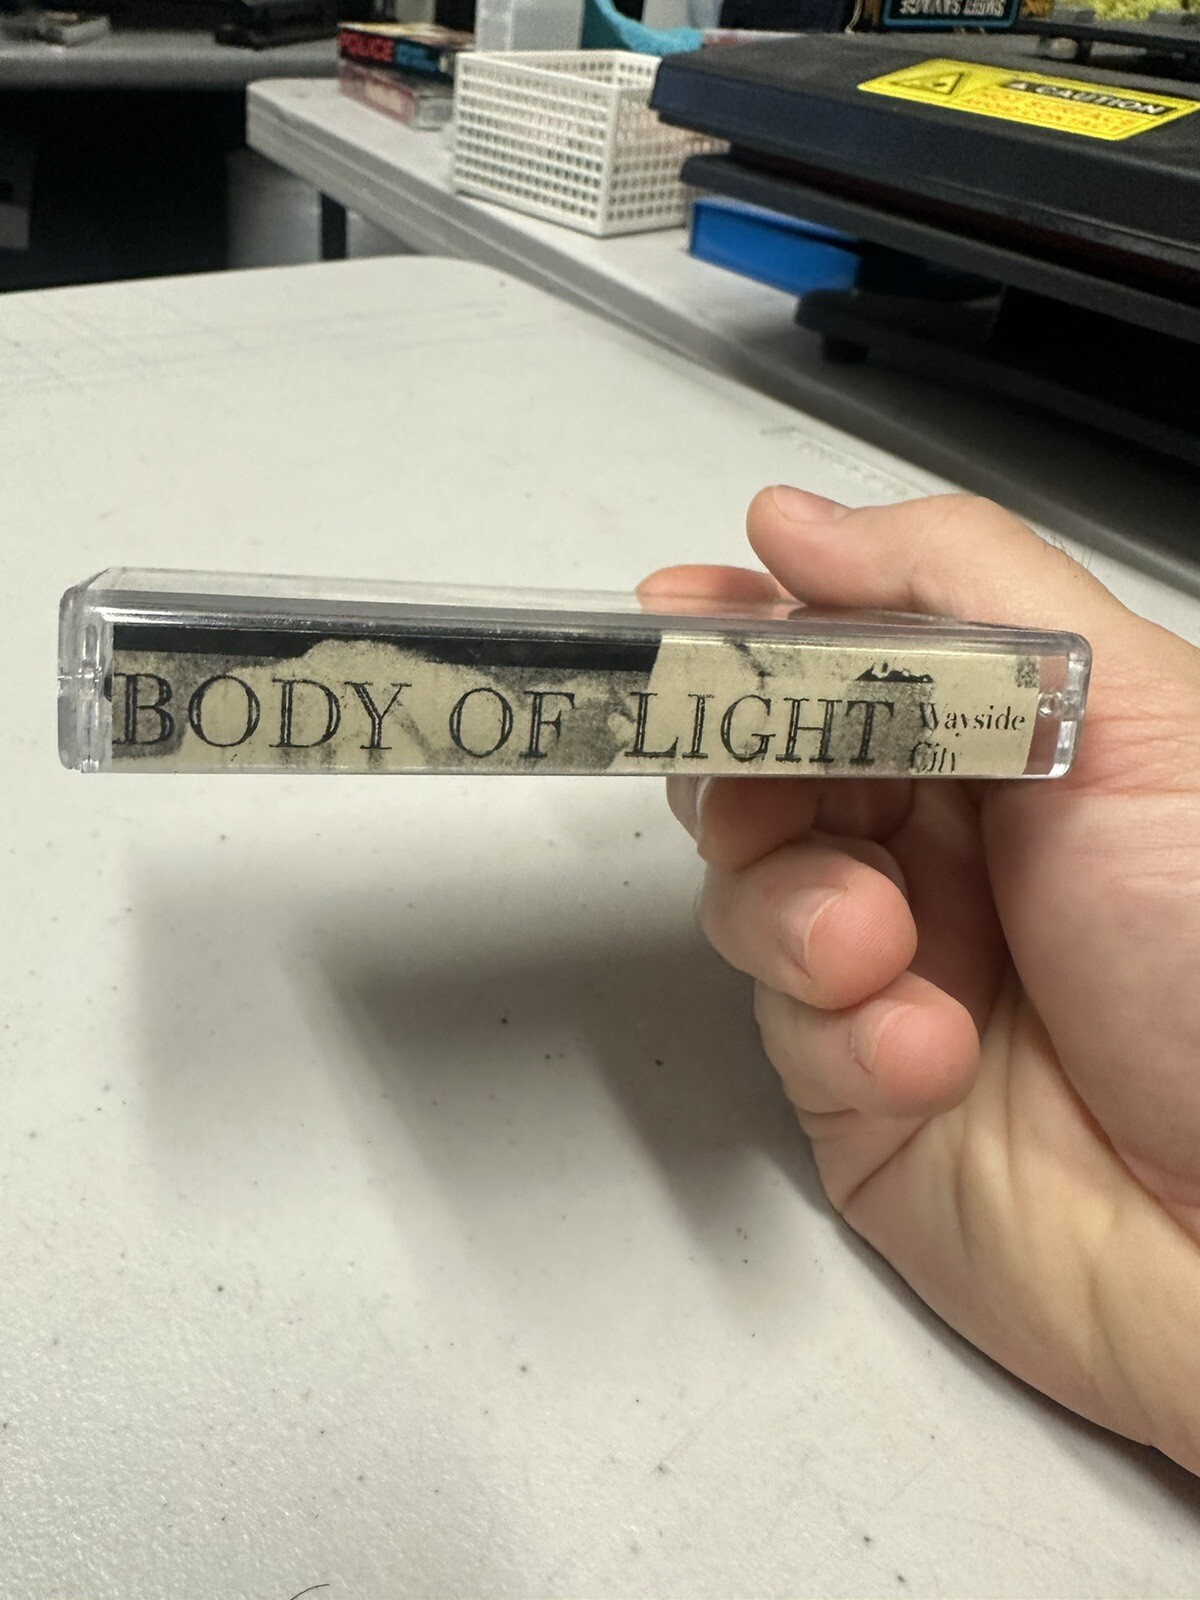 POLICE
CAUTION
BODY OF LIGHT
Wayside
City